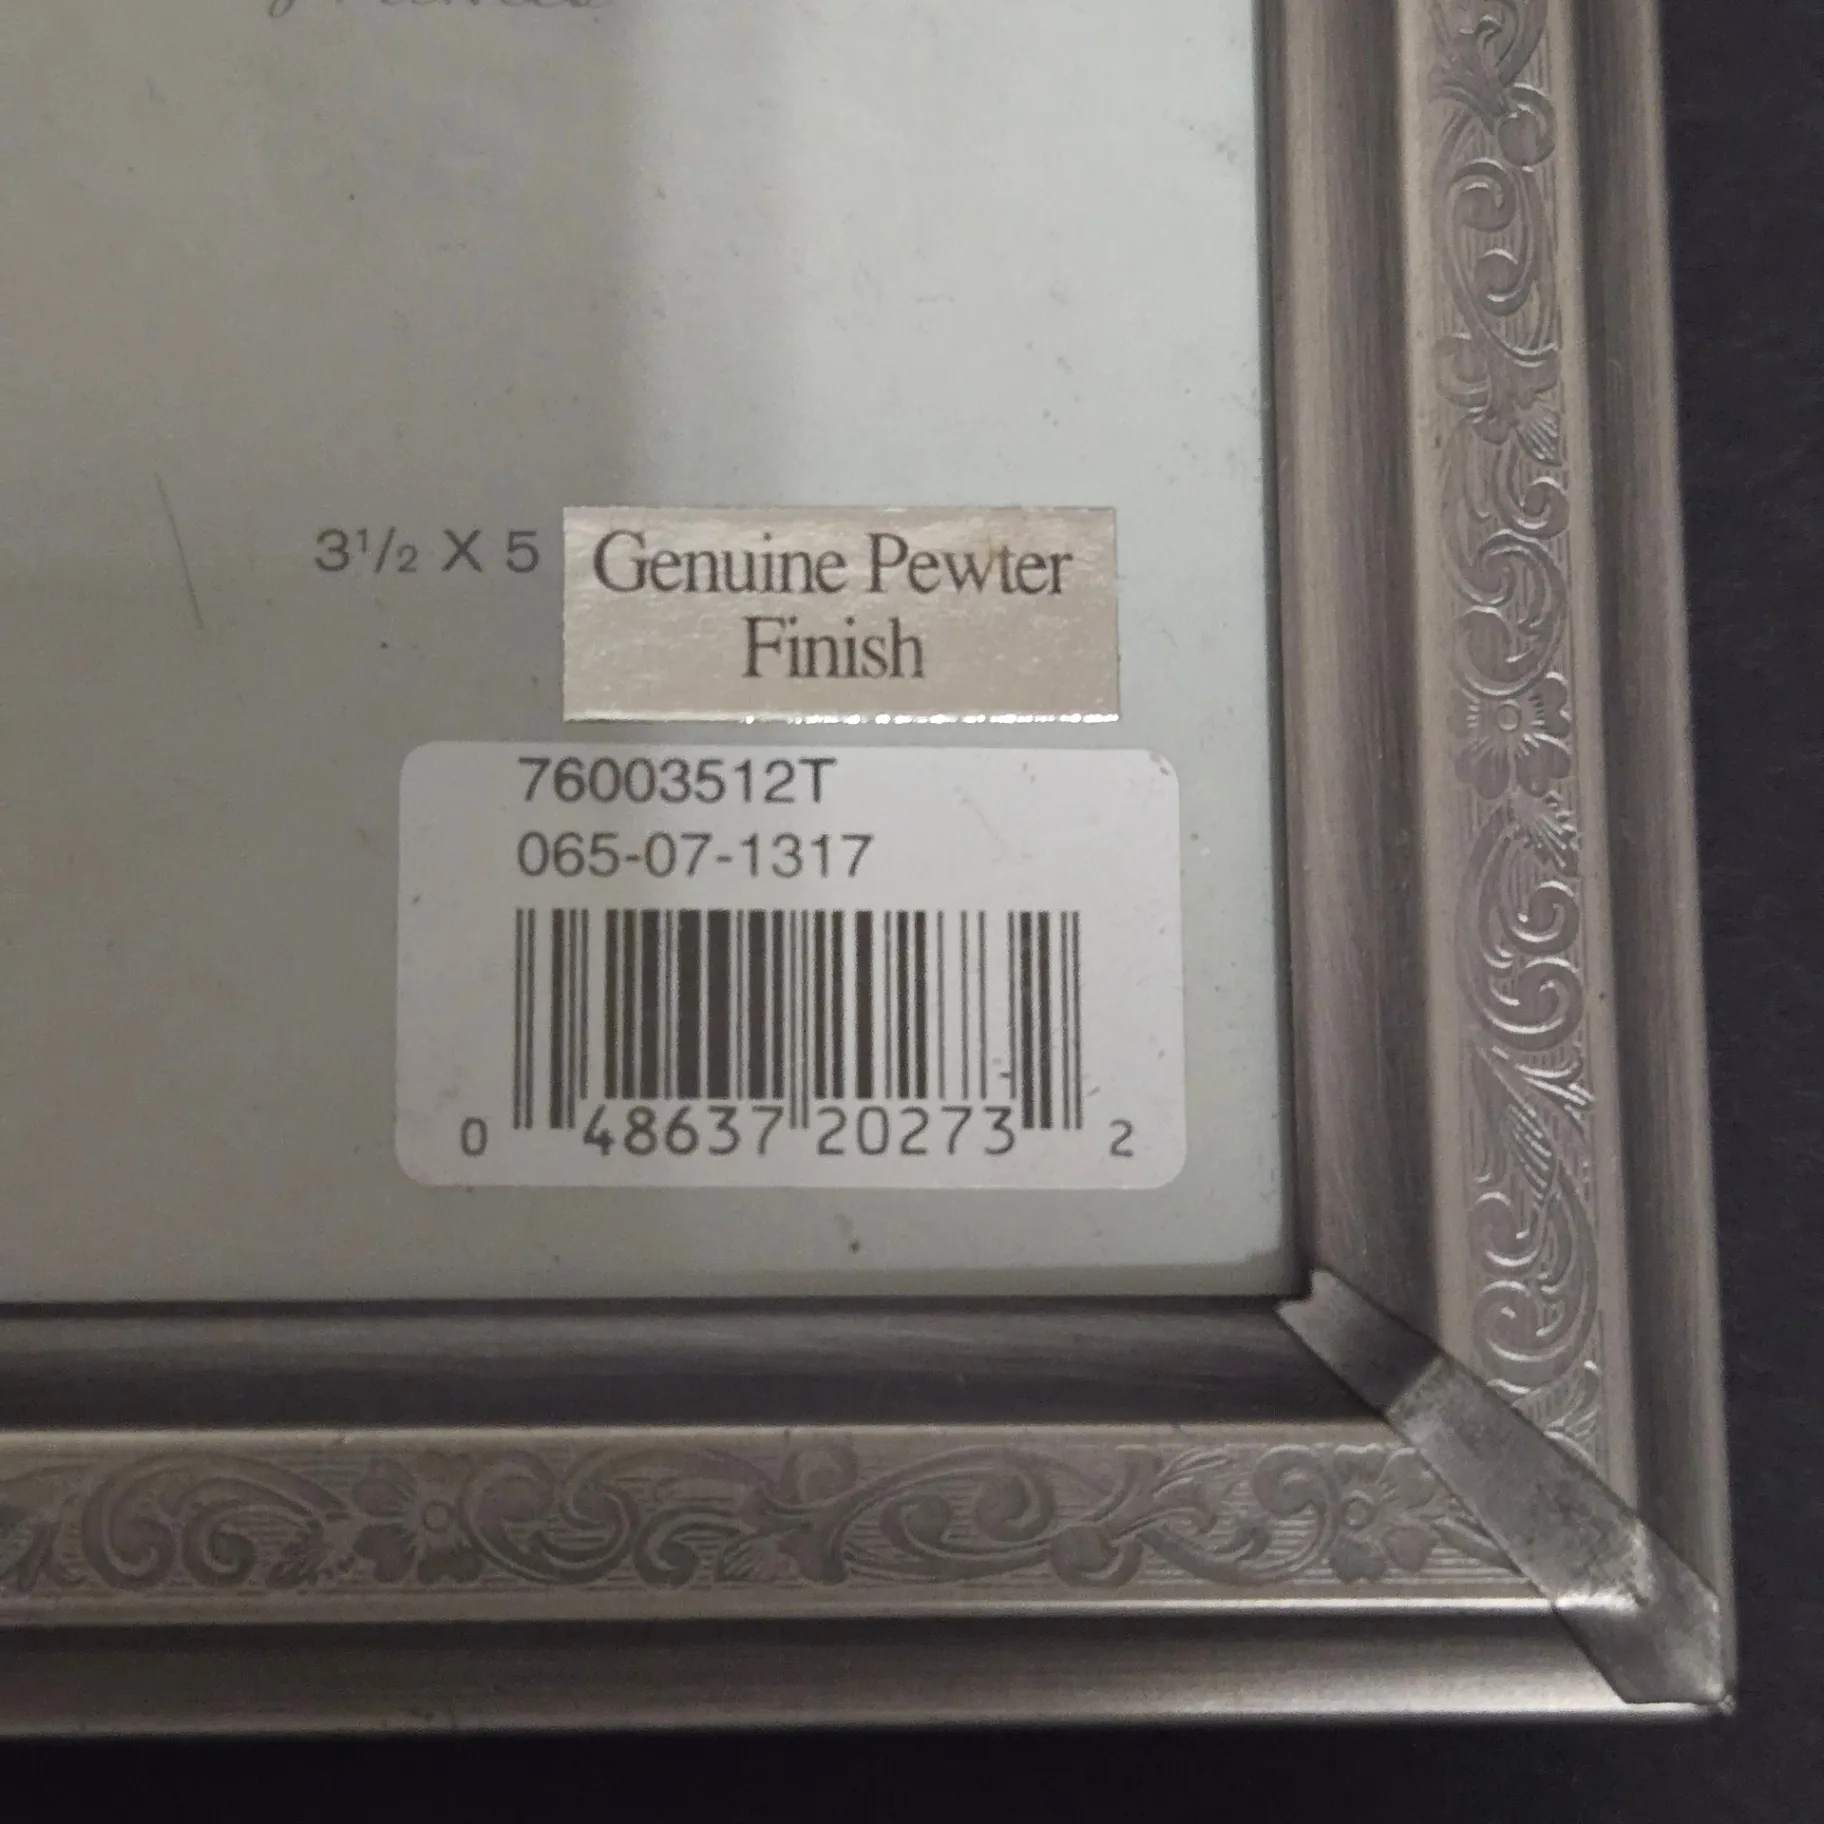 3½ X 5
Genuine Pewter
Finish
76003512T
065-07-1317
0 48637 20273 2